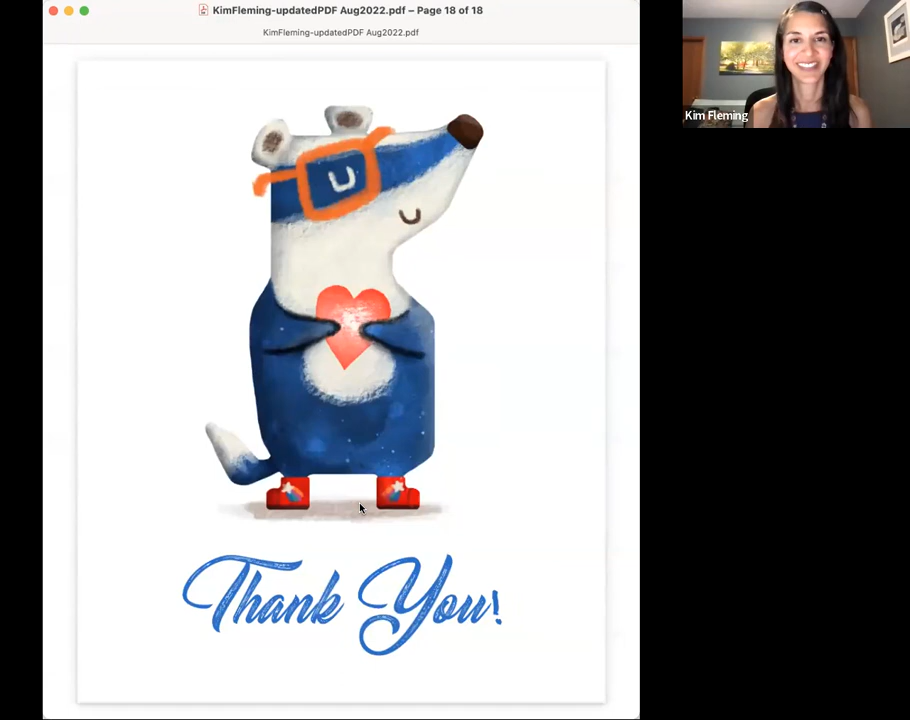 KimFleming-updatedPDF Aug2022.pdf – Page 18 of 18
KimFleming-updatedPDF Aug2022.pdf
Kim Fleming
Thank You!